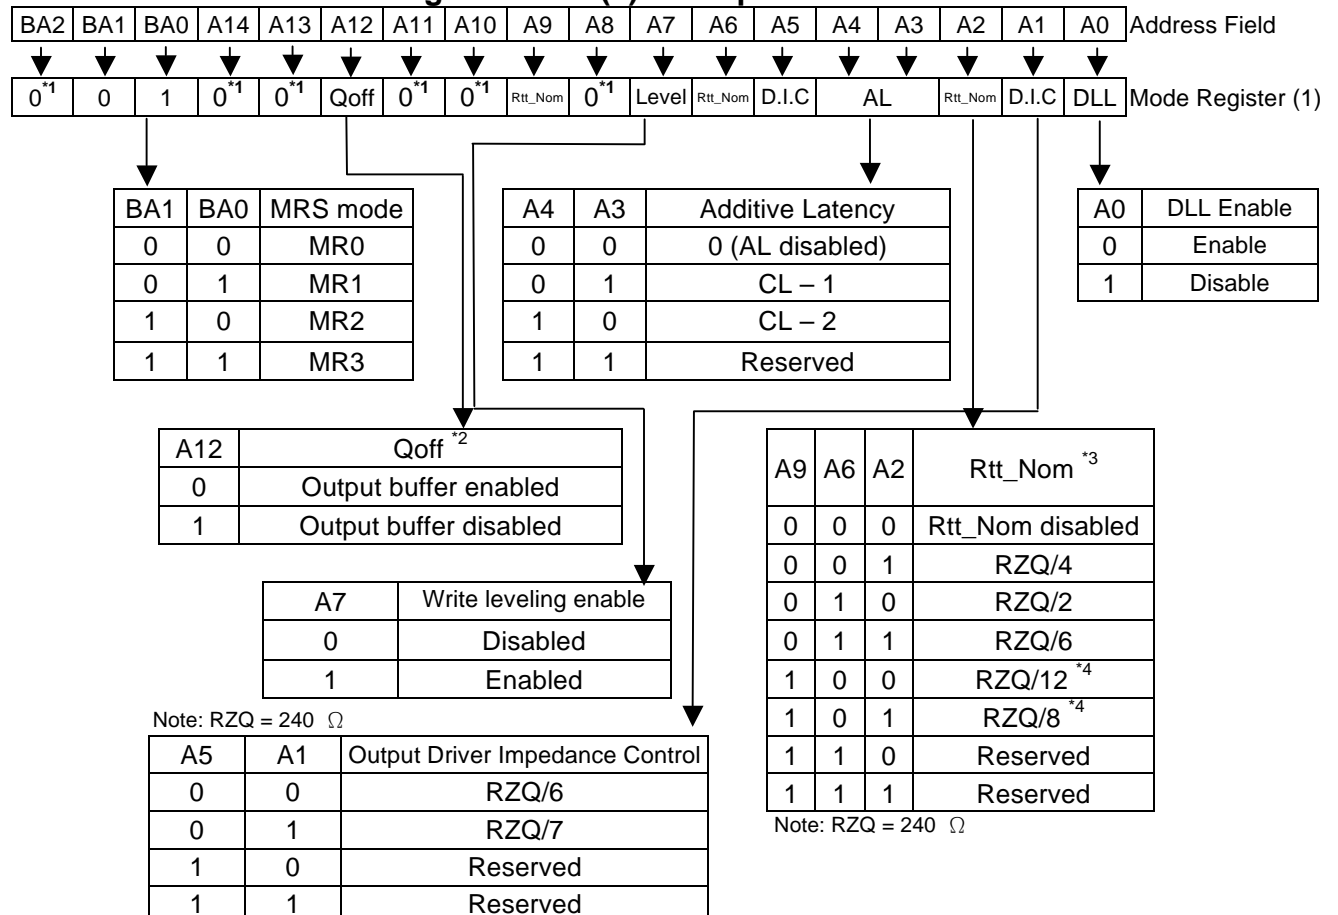 BA2 BA1 BA0 A14 A13 A12 A11 A10 A9 A8 A7 A6 A5 A4 A3 A2 A1 A0 Address Field
0*1 0 1 0*1 0*1 Qoff 0*1 0*1 Rtt_Nom 0*1 Level Rtt_Nom D.I.C AL Rtt_Nom D.I.C DLL Mode Register (1)
BA1 BA0 MRS mode
0 0 MR0
0 1 MR1
1 0 MR2
1 1 MR3
A4 A3 Additive Latency
0 0 0 (AL disabled)
0 1 CL – 1
1 0 CL – 2
1 1 Reserved
A0 DLL Enable
0 Enable
1 Disable
A12 Qoff *2
0 Output buffer enabled
1 Output buffer disabled
A7 Write leveling enable
0 Disabled
1 Enabled
Note: RZQ = 240 Ω
A5 A1 Output Driver Impedance Control
0 0 RZQ/6
0 1 RZQ/7
1 0 Reserved
1 1 Reserved
A9 A6 A2 Rtt_Nom *3
0 0 0 Rtt_Nom disabled
0 0 1 RZQ/4
0 1 0 RZQ/2
0 1 1 RZQ/6
1 0 0 RZQ/12 *4
1 0 1 RZQ/8 *4
1 1 0 Reserved
1 1 1 Reserved
Note: RZQ = 240 Ω